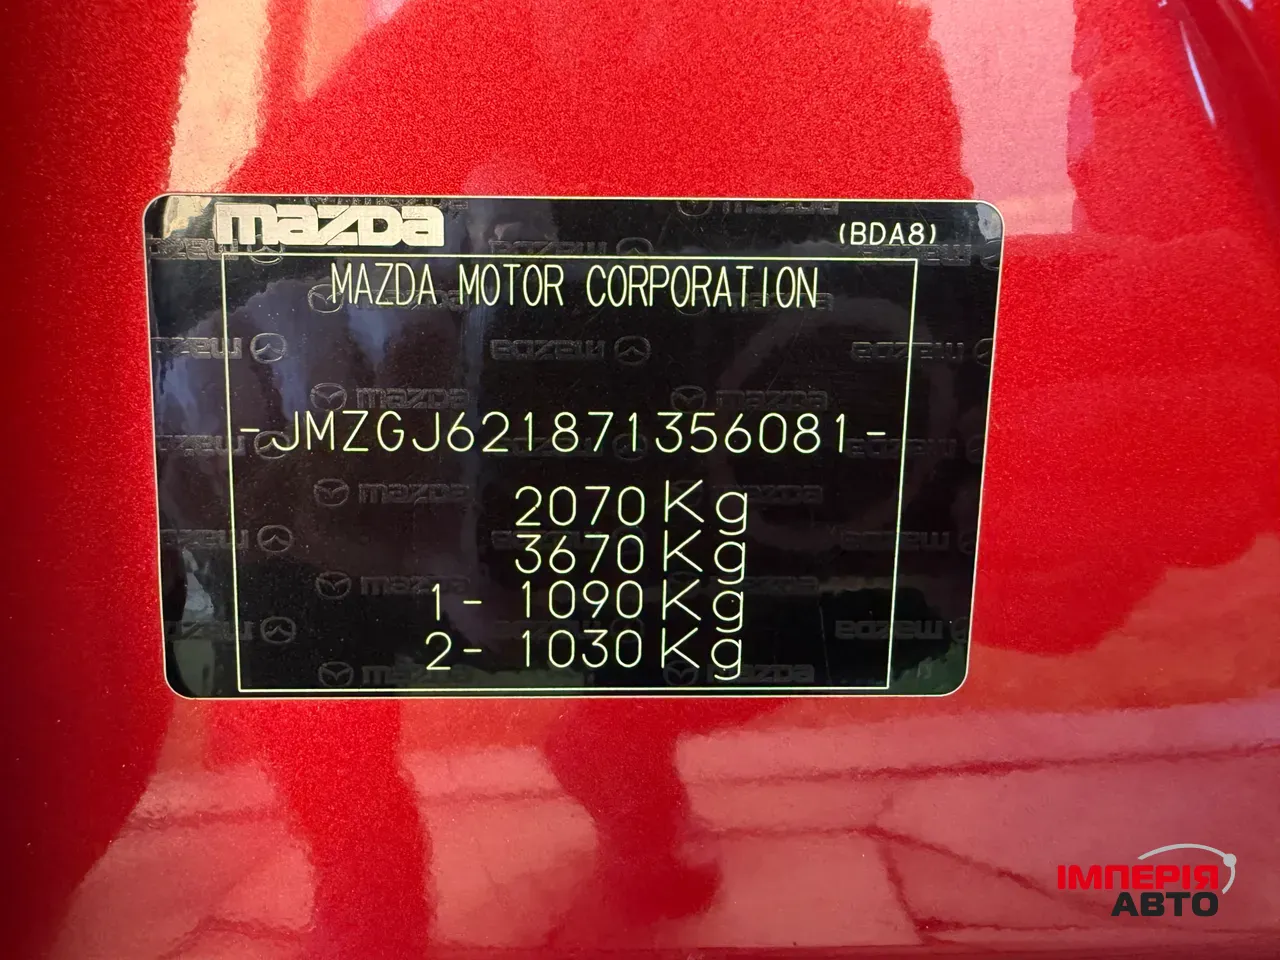 mazda (BDA8)
MAZDA MOTOR CORPORATION
-JMZGJ621871356081-
2070Kg
3670Kg
1- 1090Kg
2- 1030Kg
ІМПЕРІЯ
АВТО